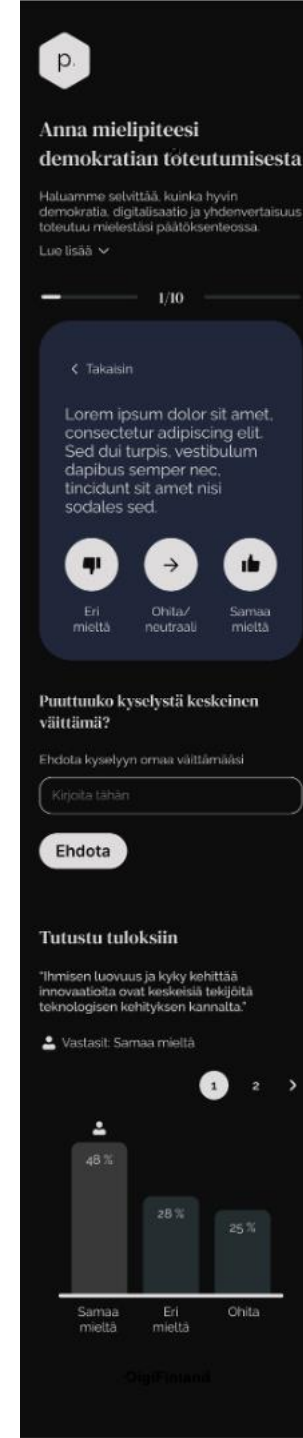 p.
Anna mielipiteesi
demokratian toteutumisesta
Haluamme selvittää, kuinka hyvin
demokratia, digitalisaatio ja yhdenvertaisuus
toteutuu mielestäsi päätöksenteossa.
Lue lisää
1/10
Takaisin
Lorem ipsum dolor sit amet,
consectetur adipiscing elit.
Sed dui turpis, vestibulum
dapibus semper nec,
tincidunt sit amet nisi
sodales sed.
Eri mieltä
Ohita/ neutraali
Samaa mieltä
Puuttuuko kyselystä keskeinen
väittämä?
Ehdota kyselyyn omaa väittämääsi
Kirjoita tähän
Ehdota
Tutustu tuloksiin
"Ihmisen luovuus ja kyky kehittää
innovaatioita ovat keskeisiä tekijöitä
teknologisen kehityksen kannalta."
Vastasit: Samaa mieltä
1 2
48 %
28 %
25 %
Samaa mieltä
Eri mieltä
Ohita
DigiFinland